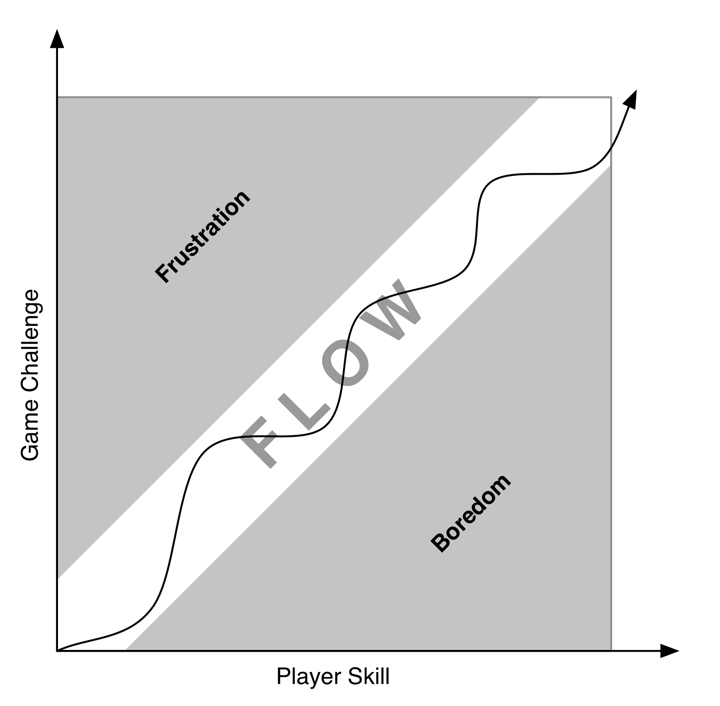 Frustration
FLOW
Game Challenge
Boredom
Player Skill